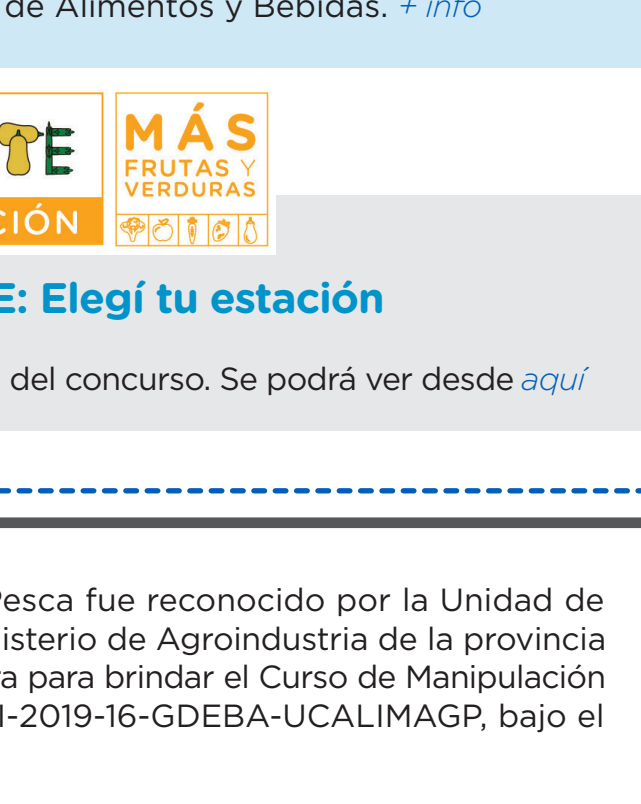 de Alimentos y Bebidas. + info
TE
MÁS
FRUTAS Y
VERDURAS
CIÓN
E: Elegí tu estación
del concurso. Se podrá ver desde aquí
Pesca fue reconocido por la Unidad de
isterio de Agroindustria de la provincia
a para brindar el Curso de Manipulación
I-2019-16-GDEBA-UCALIMAGP, bajo el